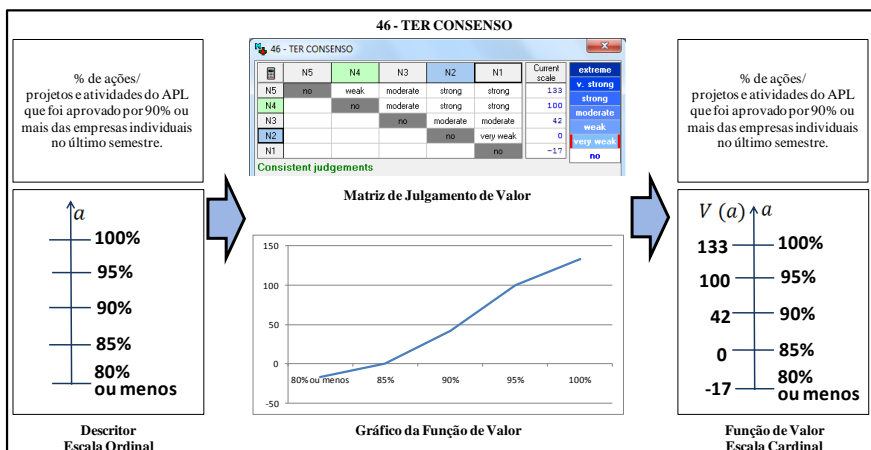 46 - TER CONSENSO
% de ações/
projetos e atividades do APL
que foi aprovado por 90% ou
mais das empresas individuais
no último semestre.
a
100%
95%
90%
85%
80%
ou menos
Descritor
Escala Ordinal
46 - TER CONSENSO
N5 N4 N3 N2 N1 Current scale
N5 no weak moderate strong strong 133
N4 no moderate strong strong 100
N3 no moderate moderate 42
N2 no very weak 0
N1 no -17
Consistent judgements
extreme
v. strong
strong
moderate
weak
very weak
no
Matriz de Julgamento de Valor
150
100
50
0
-50
80% ou menos 85% 90% 95% 100%
Gráfico da Função de Valor
% de ações/
projetos e atividades do APL
que foi aprovado por 90% ou
mais das empresas individuais
no último semestre.
V (a) a
133 100%
100 95%
42 90%
0 85%
-17 80%
ou menos
Função de Valor
Escala Cardinal